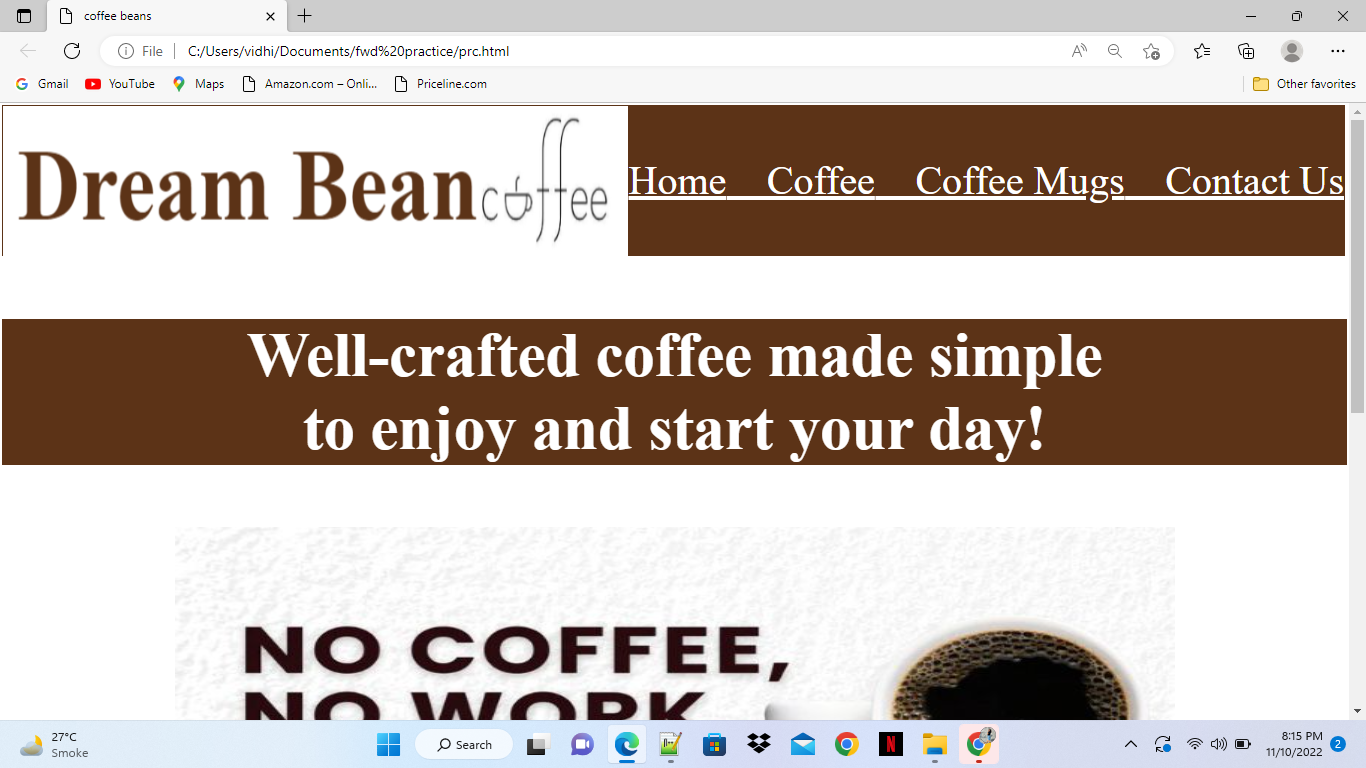 coffee beans
File
C:/Users/vidhi/Documents/fwd%20practice/prc.html
Gmail
YouTube
Maps
Amazon.com – Onli...
Priceline.com
Other favorites
Dream Bean coffee
Home Coffee Coffee Mugs Contact Us
Well-crafted coffee made simple
to enjoy and start your day!
NO COFFEE,
NO WORK
27°C
Smoke
Search
8:15 PM
11/10/2022
2